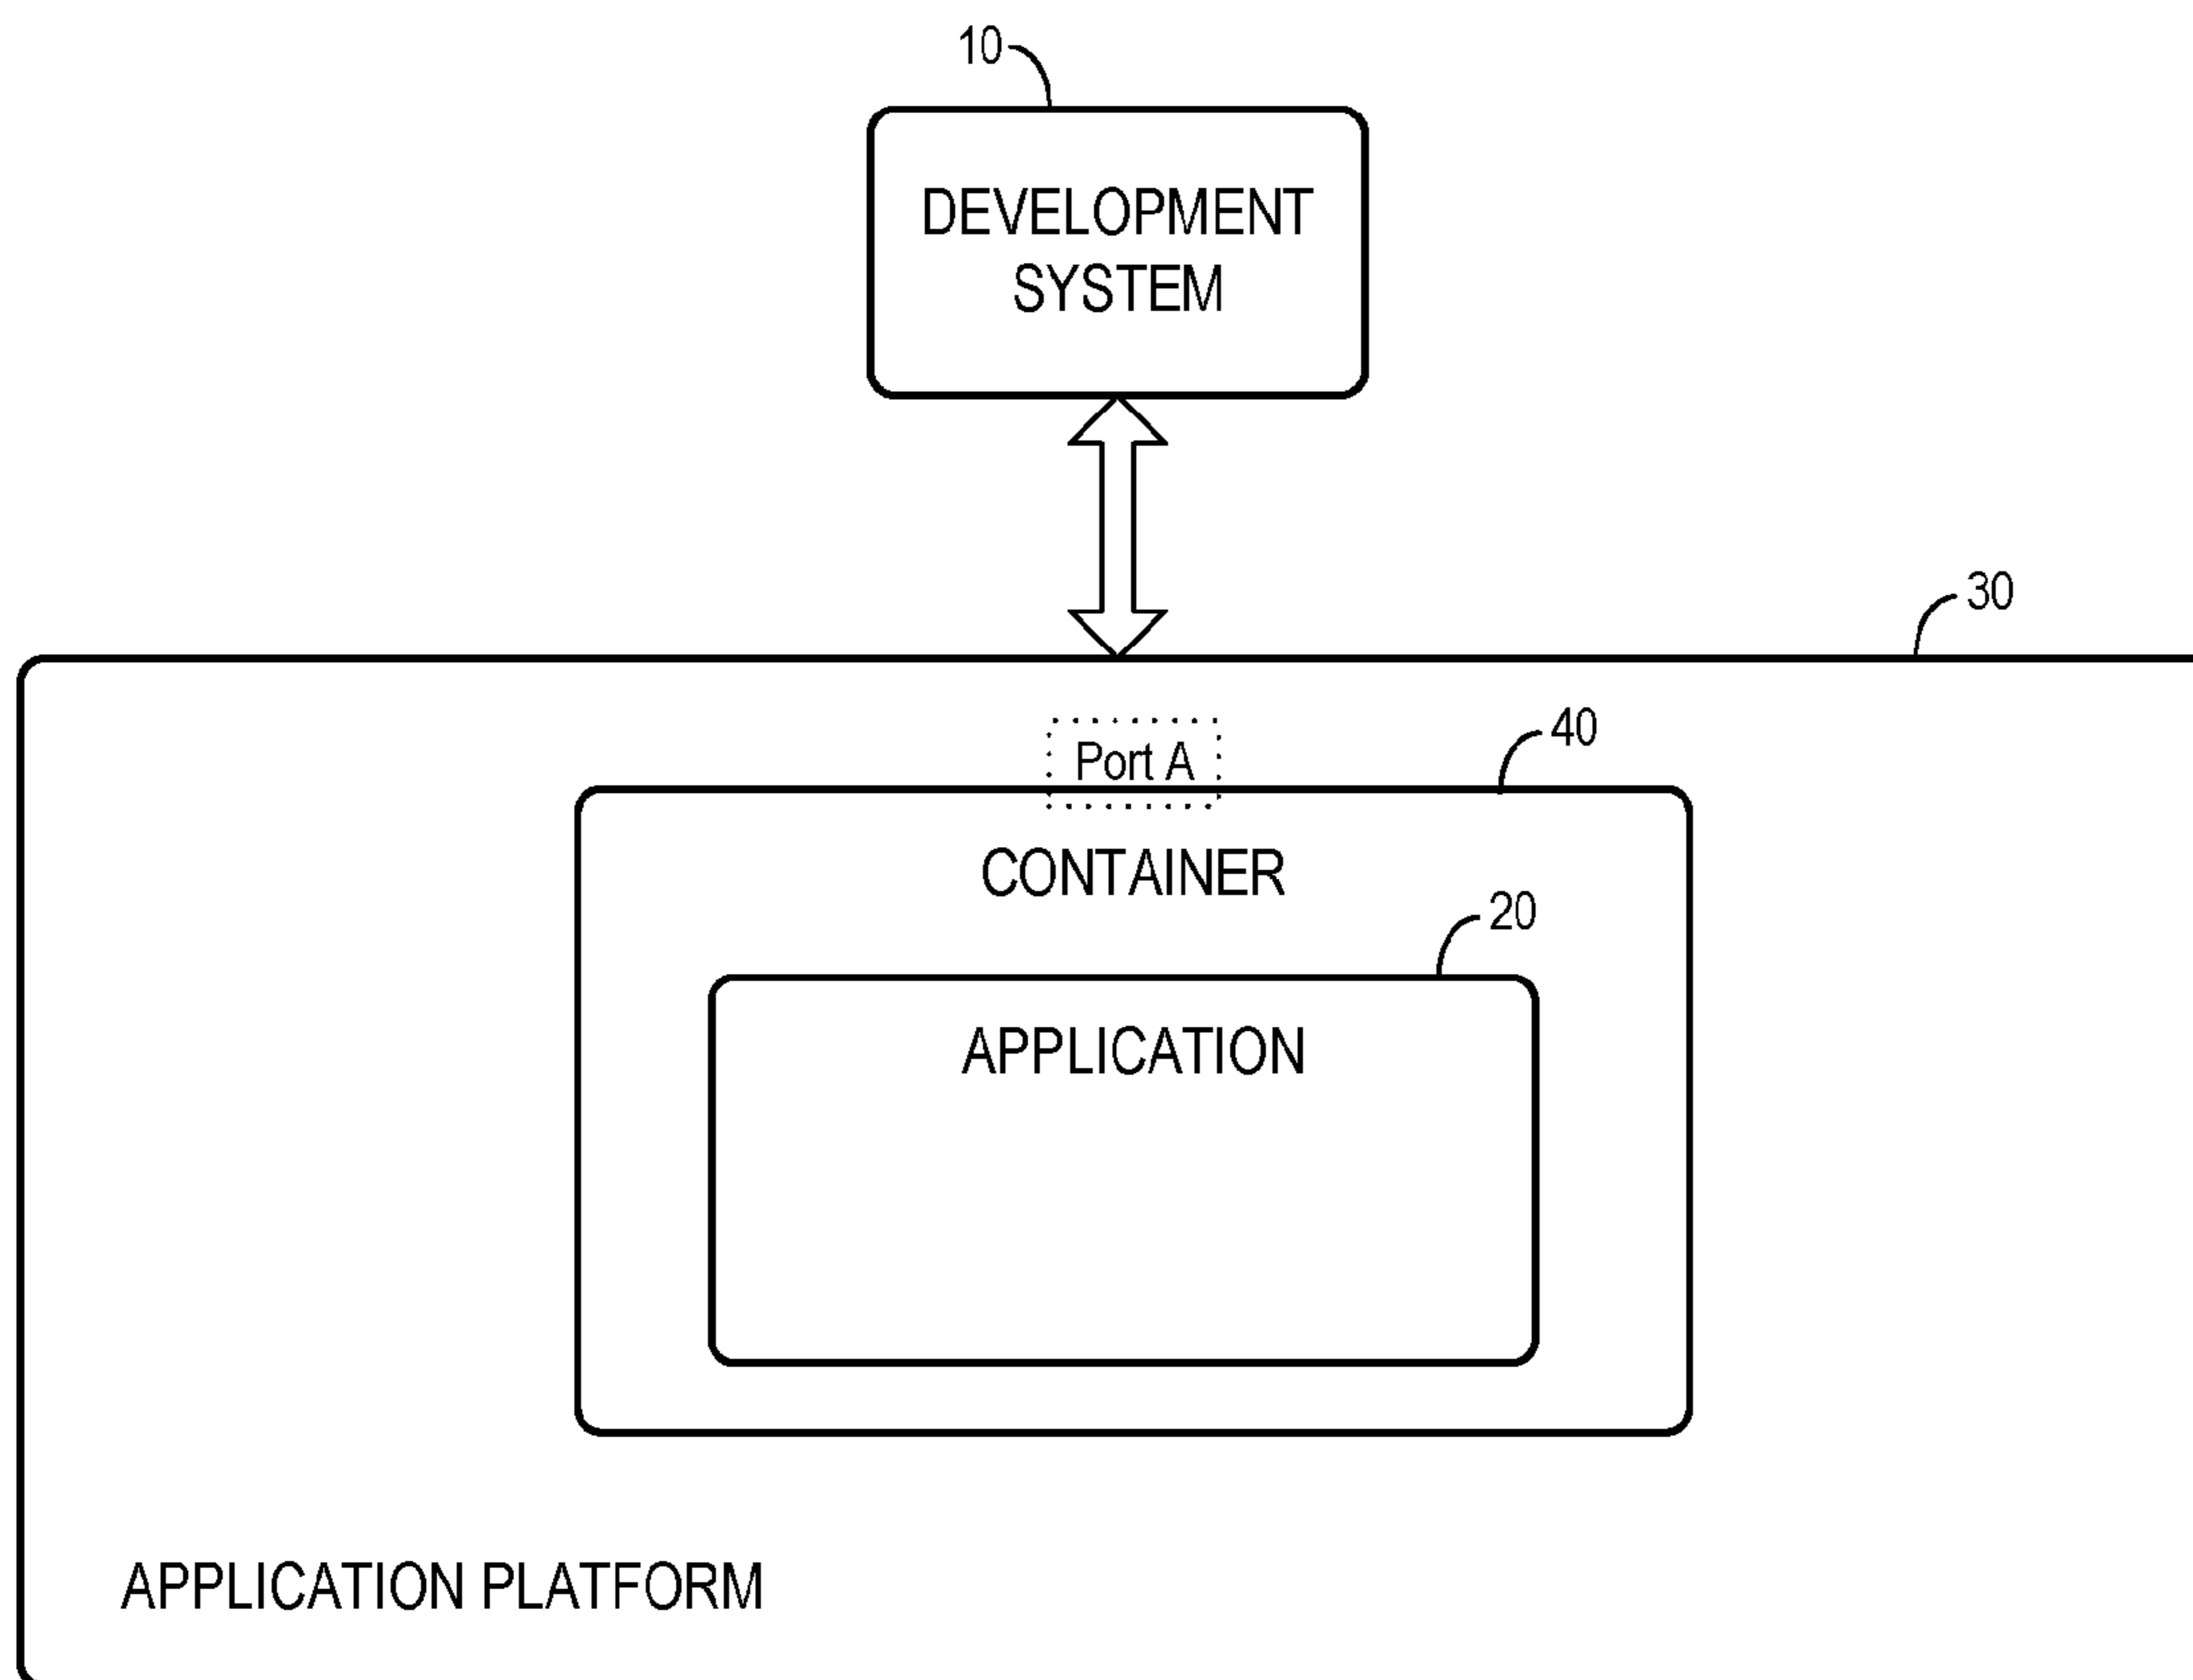 10
DEVELOPMENT
SYSTEM
30
Port A
40
CONTAINER
20
APPLICATION
APPLICATION PLATFORM